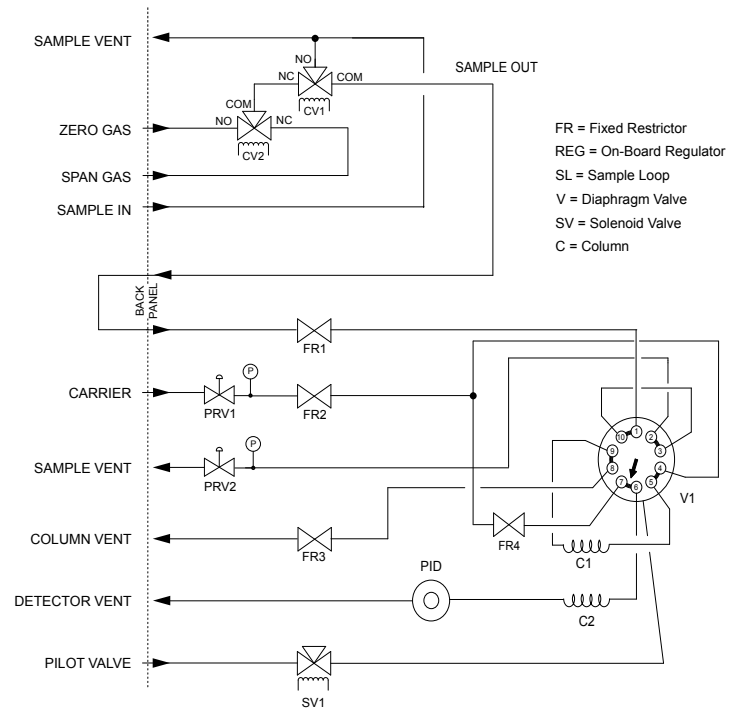 SAMPLE VENT
NO
SAMPLE OUT
NC
COM
COM
CV1
ZERO GAS
NO
NC
CV2
SPAN GAS
SAMPLE IN
FR = Fixed Restrictor
REG = On-Board Regulator
SL = Sample Loop
V = Diaphragm Valve
SV = Solenoid Valve
C = Column
BACK
PANEL
FR1
CARRIER
P
PRV1
FR2
SAMPLE VENT
P
PRV2
1
2
3
4
5
6
7
8
9
10
V1
COLUMN VENT
FR3
FR4
C1
DETECTOR VENT
PID
C2
PILOT VALVE
SV1